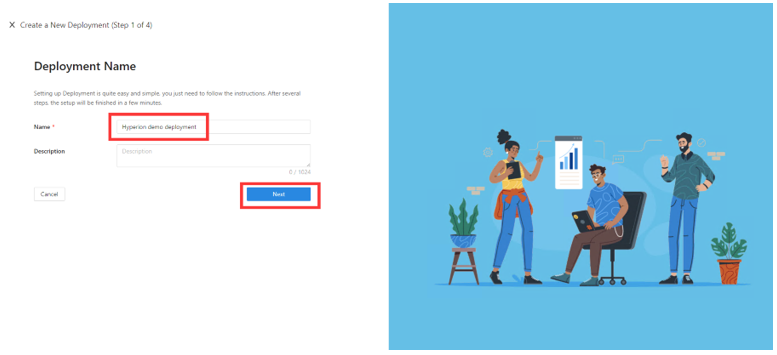 X Create a New Deployment (Step 1 of 4)
Deployment Name
Setting up Deployment is quite easy and simple, you just need to follow the instructions. After several
steps, the setup will be finished in a few minutes.
Name * Hyperion demo deployment
Description Description
0 / 1024
Cancel Next